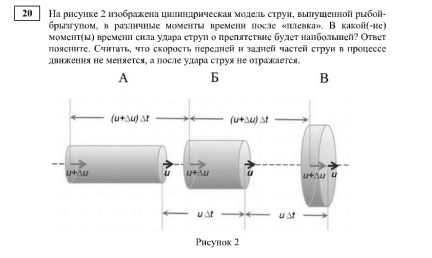 20 На рисунке 2 изображена цилиндрическая модель струи, выпущенной рыбой-
брызгуном, в различные моменты времени после «плевка». В какой(-ие)
момент(ы) времени сила удара струи о препятствие будет наибольшей? Ответ
поясните. Считать, что скорость передней и задней частей струи в процессе
движения не меняется, а после удара струя не отражается.
А Б В
(u+Δu) Δt (u+Δu) Δt
u+Δu u u+Δu u u+Δu u
u Δt u Δt
Рисунок 2